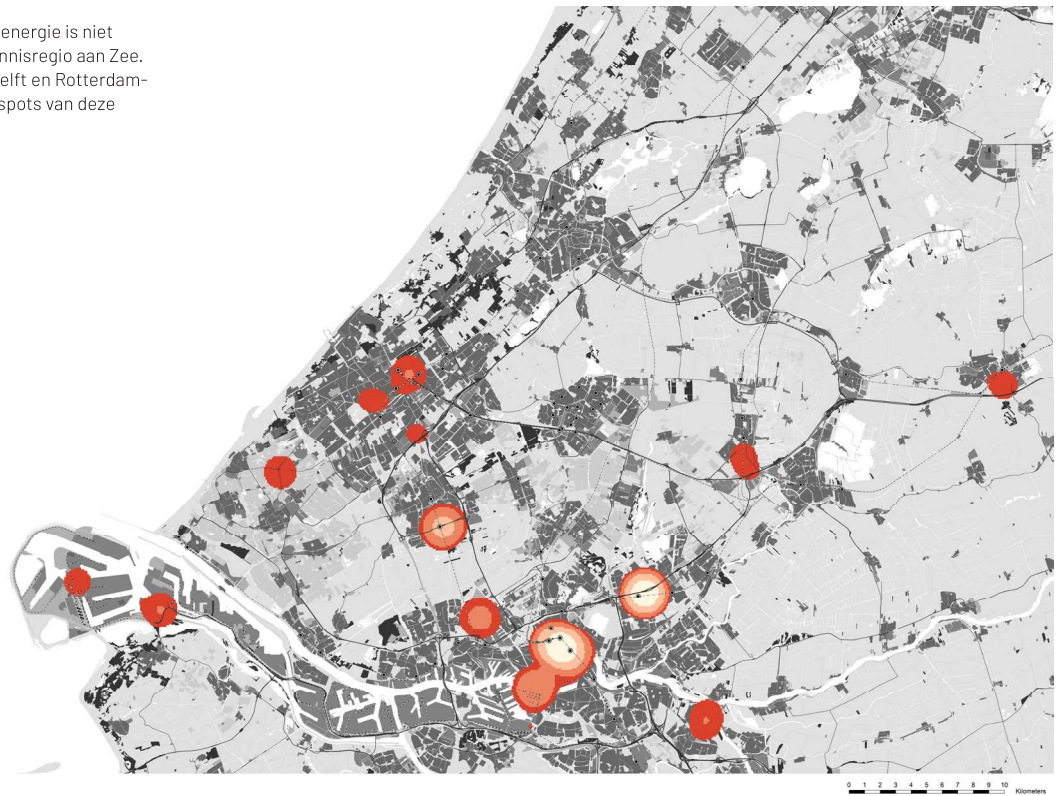 energie is niet
nnisregio aan Zee.
elft en Rotterdam-
spots van deze
0 1 2 3 4 5 6 7 8 9 10
Kilometers